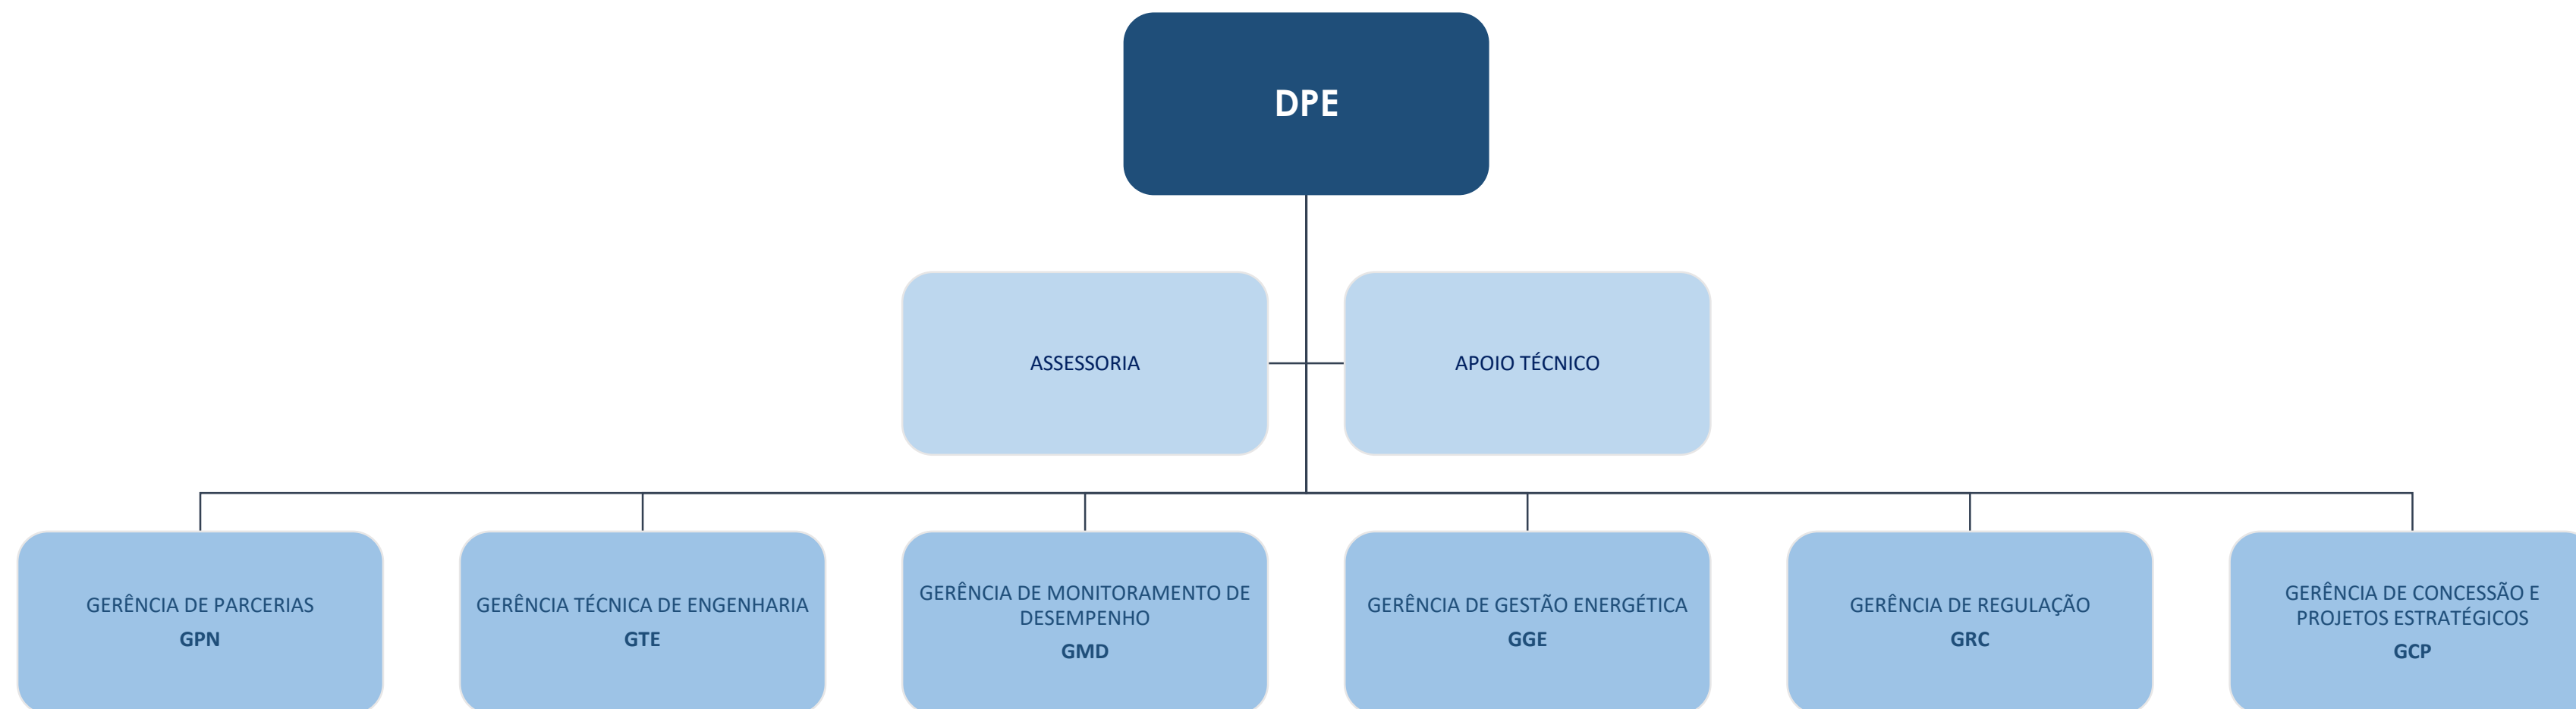 DPE
ASSESSORIA
APOIO TÉCNICO
GERÊNCIA DE PARCERIAS
GPN
GERÊNCIA TÉCNICA DE ENGENHARIA
GTE
GERÊNCIA DE MONITORAMENTO DE
DESEMPENHO
GMD
GERÊNCIA DE GESTÃO ENERGÉTICA
GGE
GERÊNCIA DE REGULAÇÃO
GRC
GERÊNCIA DE CONCESSÃO E
PROJETOS ESTRATÉGICOS
GCP